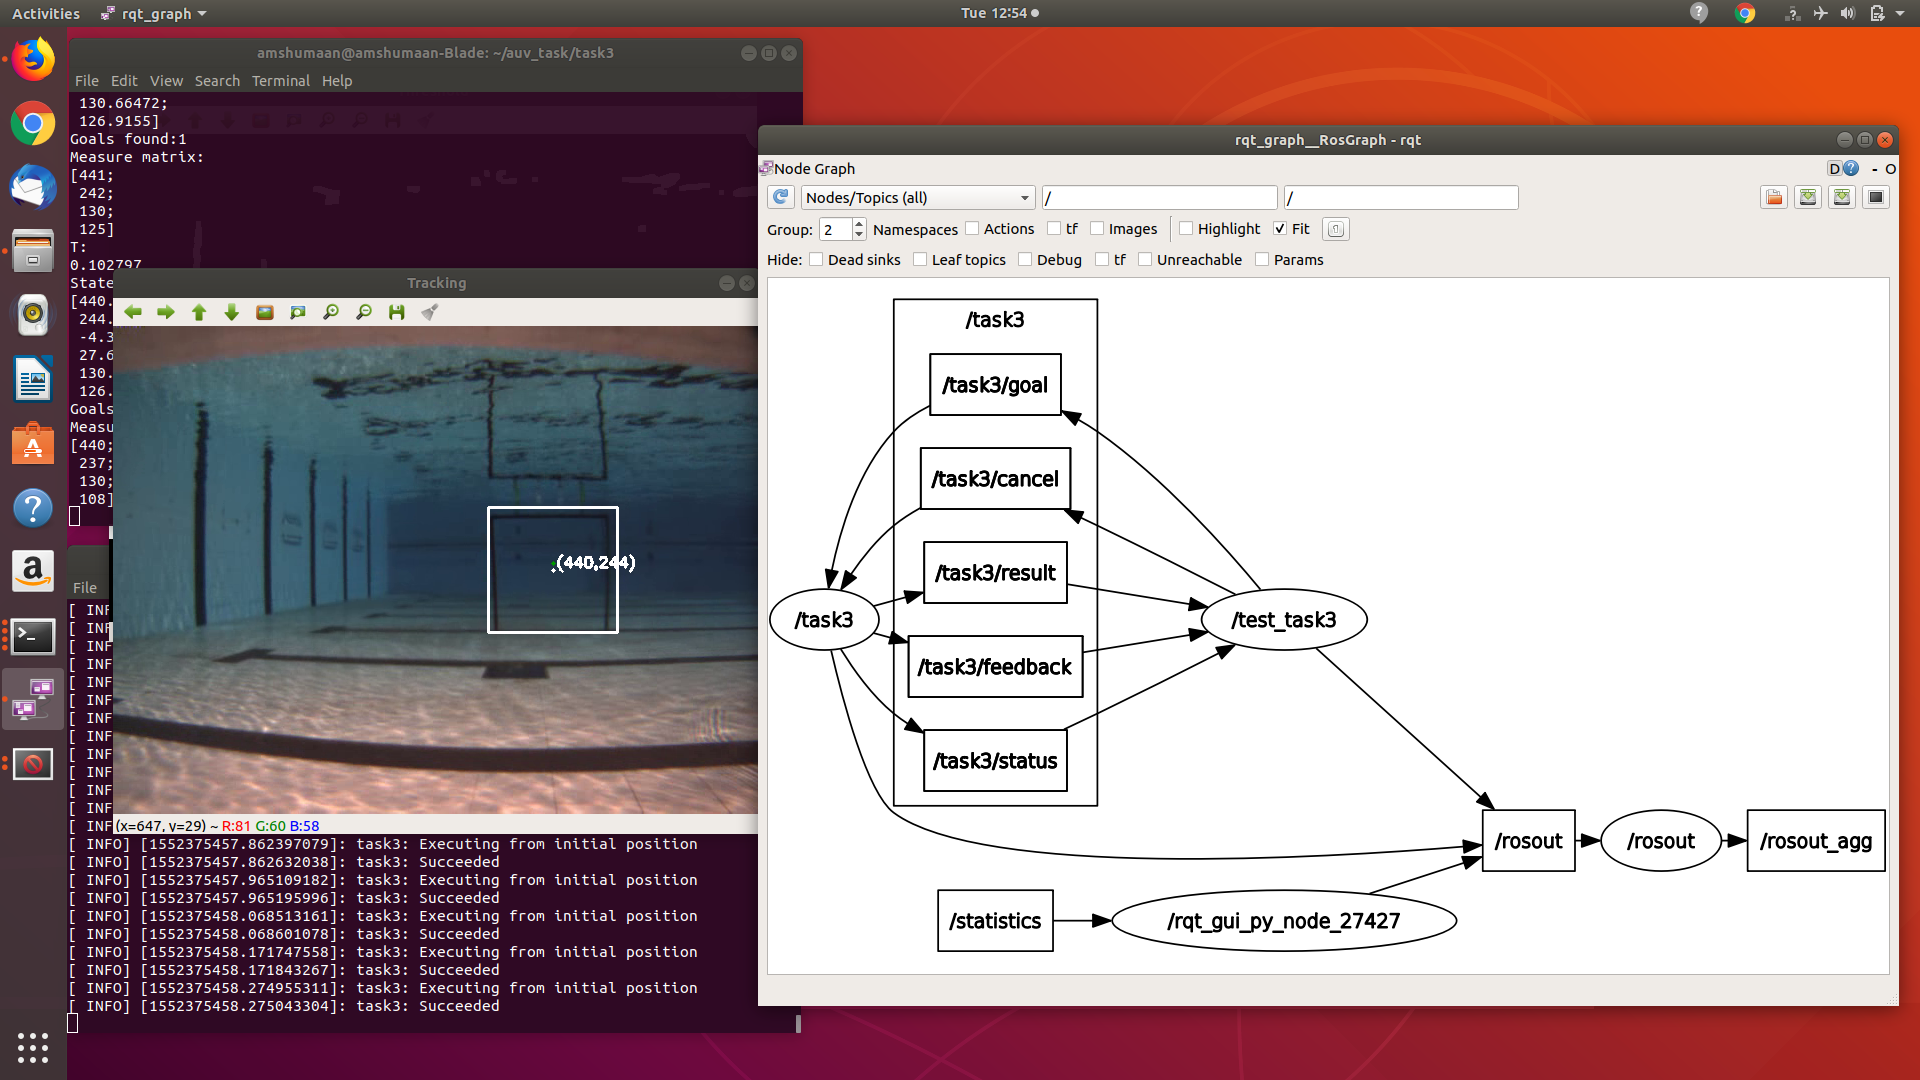 Activities
rqt_graph
Tue 12:54
amshumaan@amshumaan-Blade: ~/auv_task/task3
File Edit View Search Terminal Help
130.66472;
126.9155]
Goals found:1
Measure matrix:
[441;
242;
130;
125]
T:
0.102797
State
[440.
244.
-4.3
27.6
130.
126.
Goals
Measu
[440;
237;
130;
108]
Tracking
(440,244)
(x=647, y=29) ~ R:81 G:60 B:58
File
[ INF
[ INF
[ INF
[ INF
[ INF
[ INF
[ INF
[ INF
[ INF
[ INF
[ INF
[ INF
[ INF
[ INFO] [1552375457.862397079]: task3: Executing from initial position
[ INFO] [1552375457.862632038]: task3: Succeeded
[ INFO] [1552375457.965109182]: task3: Executing from initial position
[ INFO] [1552375457.965195996]: task3: Succeeded
[ INFO] [1552375458.068513161]: task3: Executing from initial position
[ INFO] [1552375458.068601078]: task3: Succeeded
[ INFO] [1552375458.171747558]: task3: Executing from initial position
[ INFO] [1552375458.171843267]: task3: Succeeded
[ INFO] [1552375458.274955311]: task3: Executing from initial position
[ INFO] [1552375458.275043304]: task3: Succeeded
rqt_graph__RosGraph - rqt
Node Graph
D ? - O
Nodes/Topics (all) / /
Group: 2 Namespaces Actions tf Images Highlight Fit
Hide: Dead sinks Leaf topics Debug tf Unreachable Params
/task3
/task3/goal
/task3/cancel
/task3/result
/task3 /test_task3
/task3/feedback
/task3/status
/rosout /rosout /rosout_agg
/statistics /rqt_gui_py_node_27427